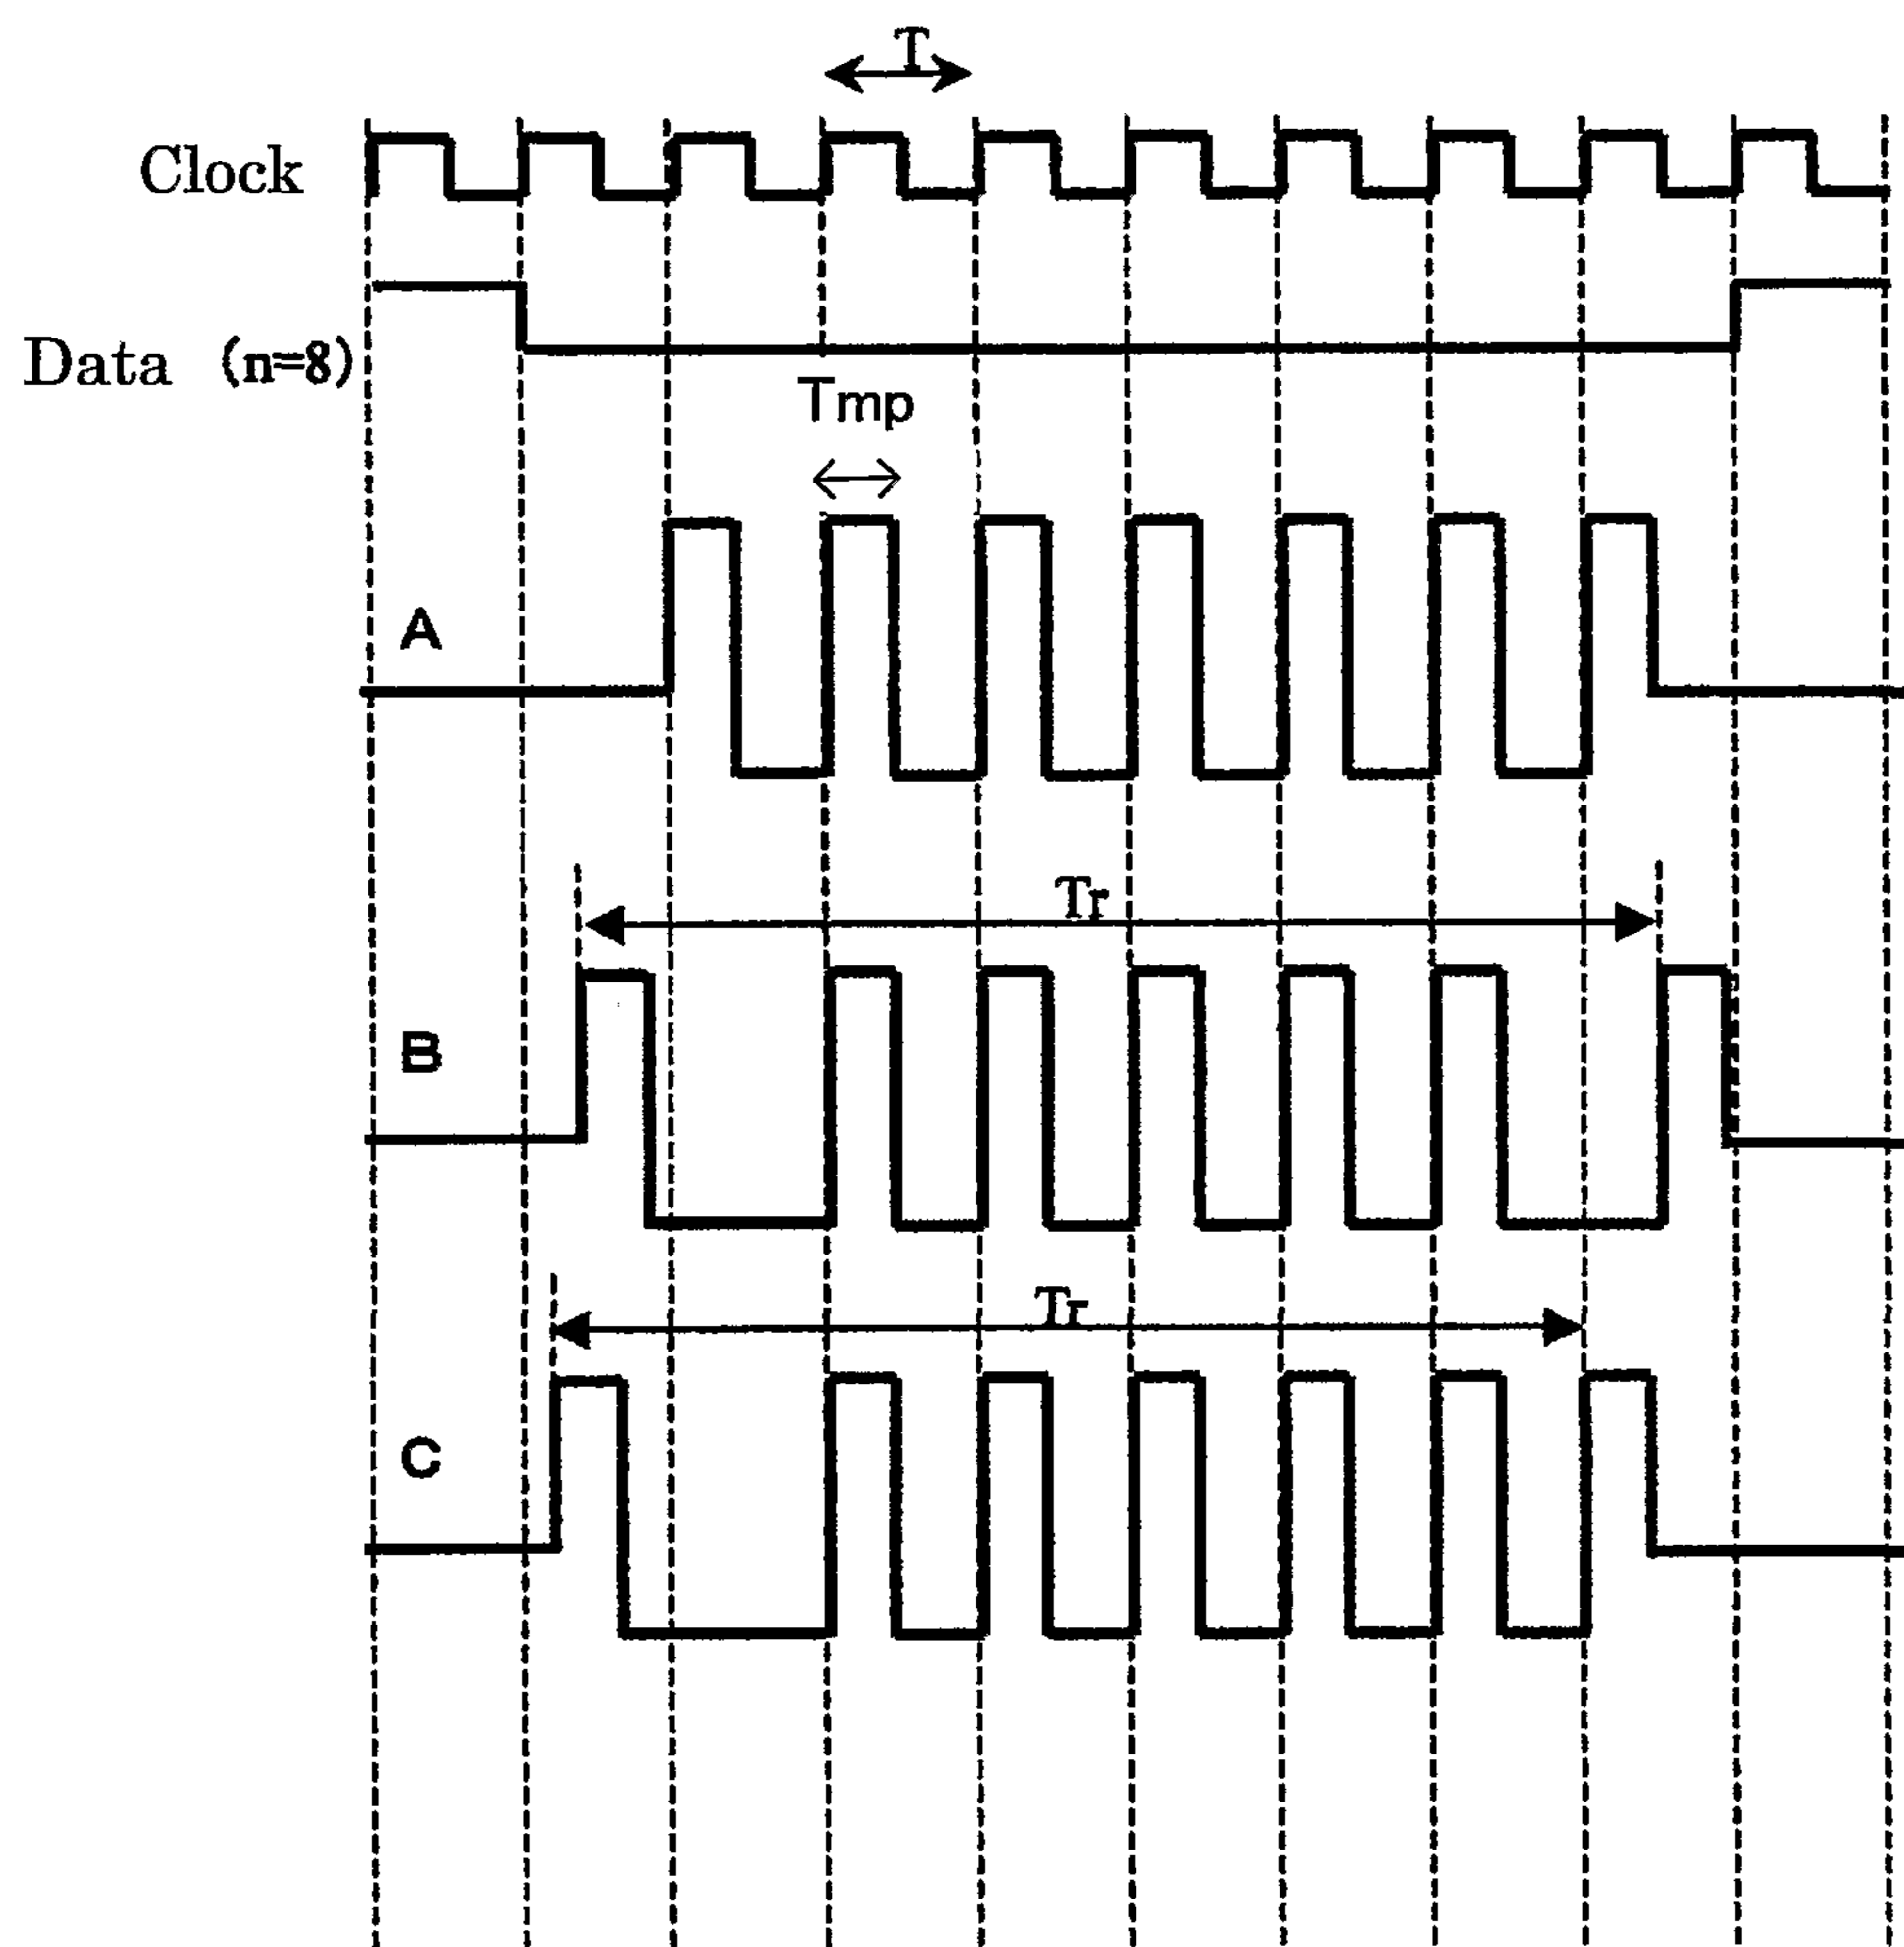 T
Clock
Data (n=8)
Tmp
A
Tr
B
Tr
C